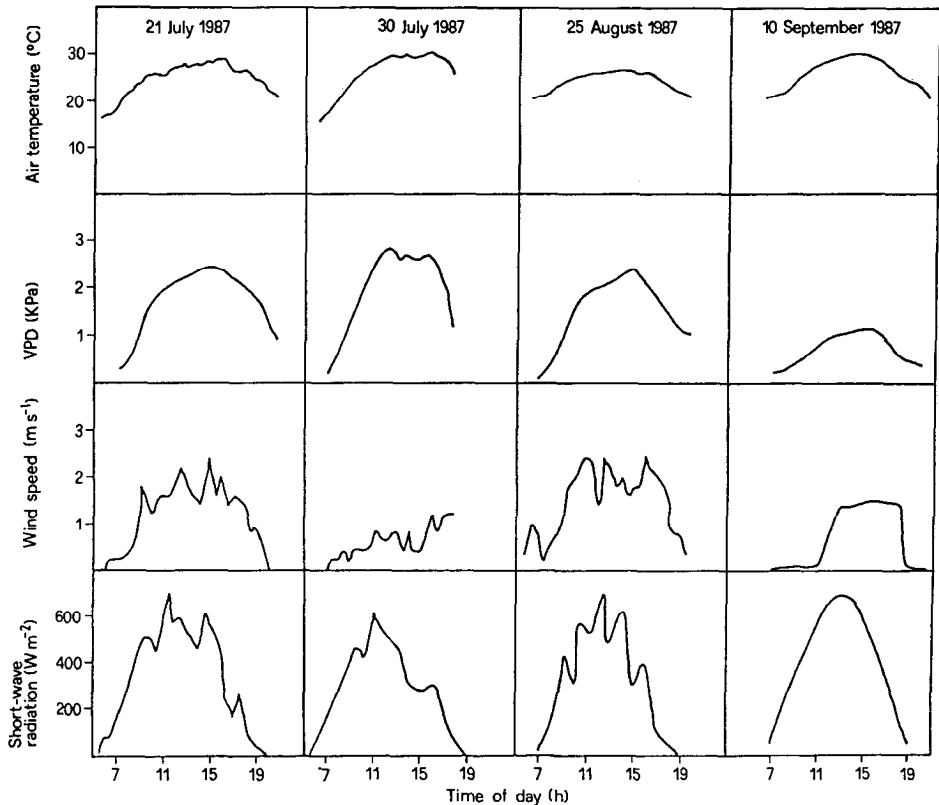 21 July 1987
30 July 1987
25 August 1987
10 September 1987
Air temperature (ºC)
30
20
10
VPD (KPa)
3
2
1
Wind speed (m s⁻¹)
3
2
1
Short-wave
radiation (W m⁻²)
600
400
200
7 11 15 19 7 11 15 19 7 11 15 19 7 11 15 19
Time of day (h)